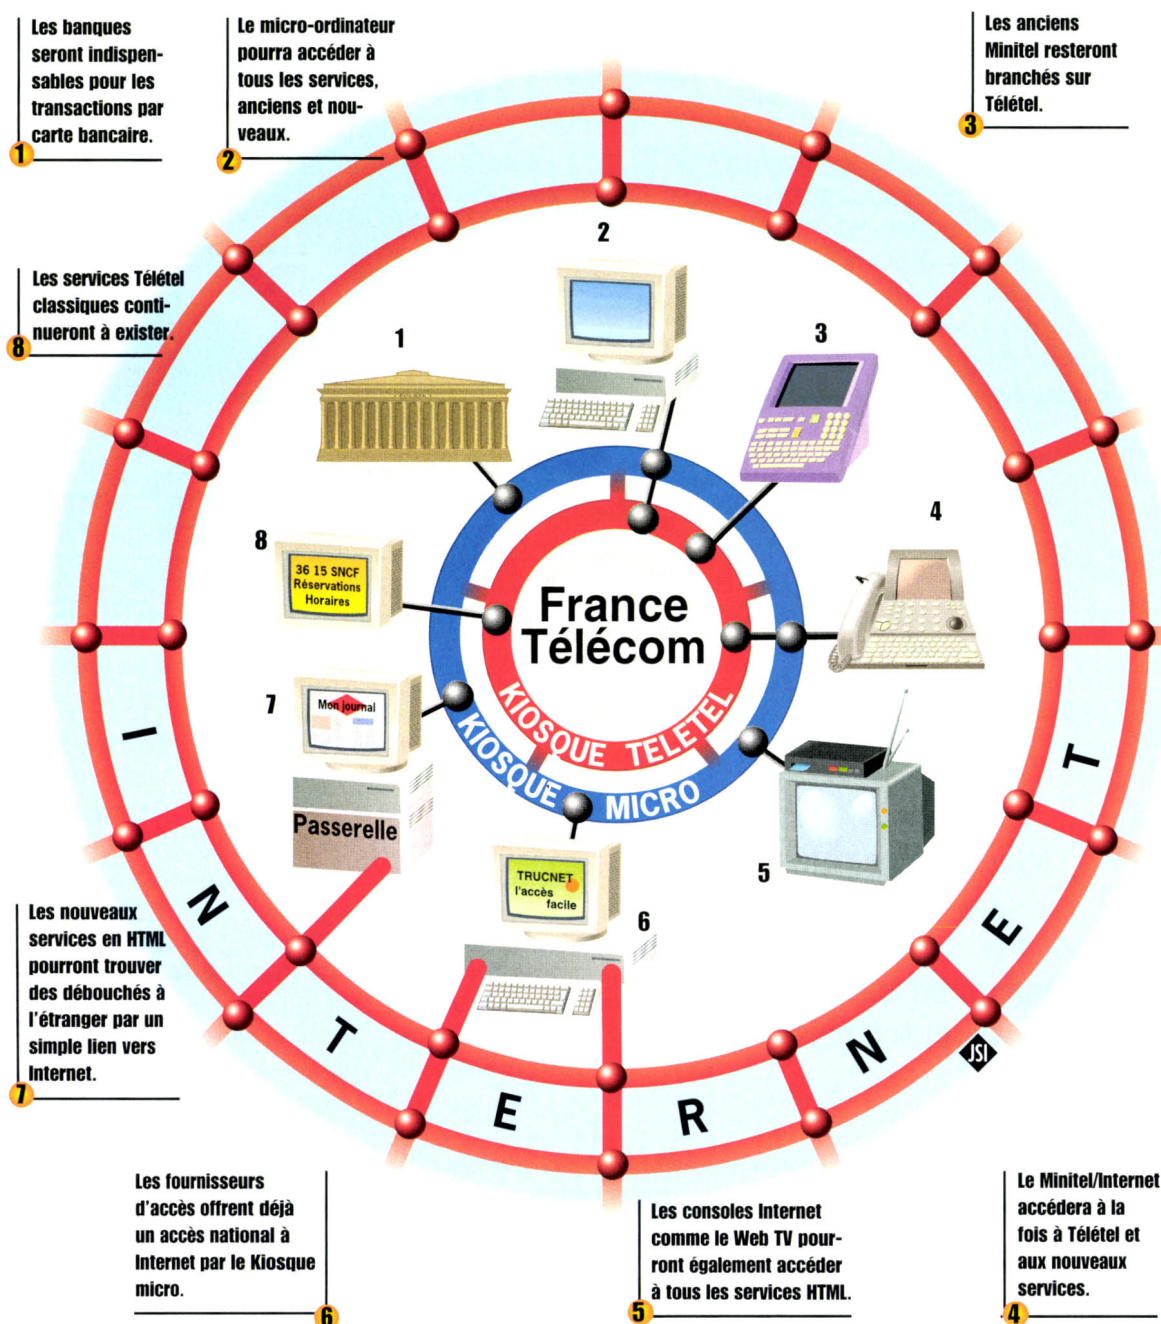 Les banques
seront indispen-
sables pour les
transactions par
carte bancaire.
1
Le micro-ordinateur
pourra accéder à
tous les services,
anciens et nou-
veaux.
2
Les anciens
Minitel resteront
branchés sur
Télétel.
3
Les services Télétel
classiques conti-
nueront à exister.
8
2
1
3
4
8
36 15 SNCF
Réservations
Horaires
France
Télécom
KIOSQUE TELETEL
KIOSQUE MICRO
7
Mon journal
Passerelle
5
TRUCNET
l'accès
facile
6
INTERNET
JSI
Les nouveaux
services en HTML
pourront trouver
des débouchés à
l'étranger par un
simple lien vers
Internet.
7
Les fournisseurs
d'accès offrent déjà
un accès national à
Internet par le Kiosque
micro.
6
Les consoles Internet
comme le Web TV pour-
ront également accéder
à tous les services HTML.
5
Le Minitel/Internet
accédera à la
fois à Télétel et
aux nouveaux
services.
4